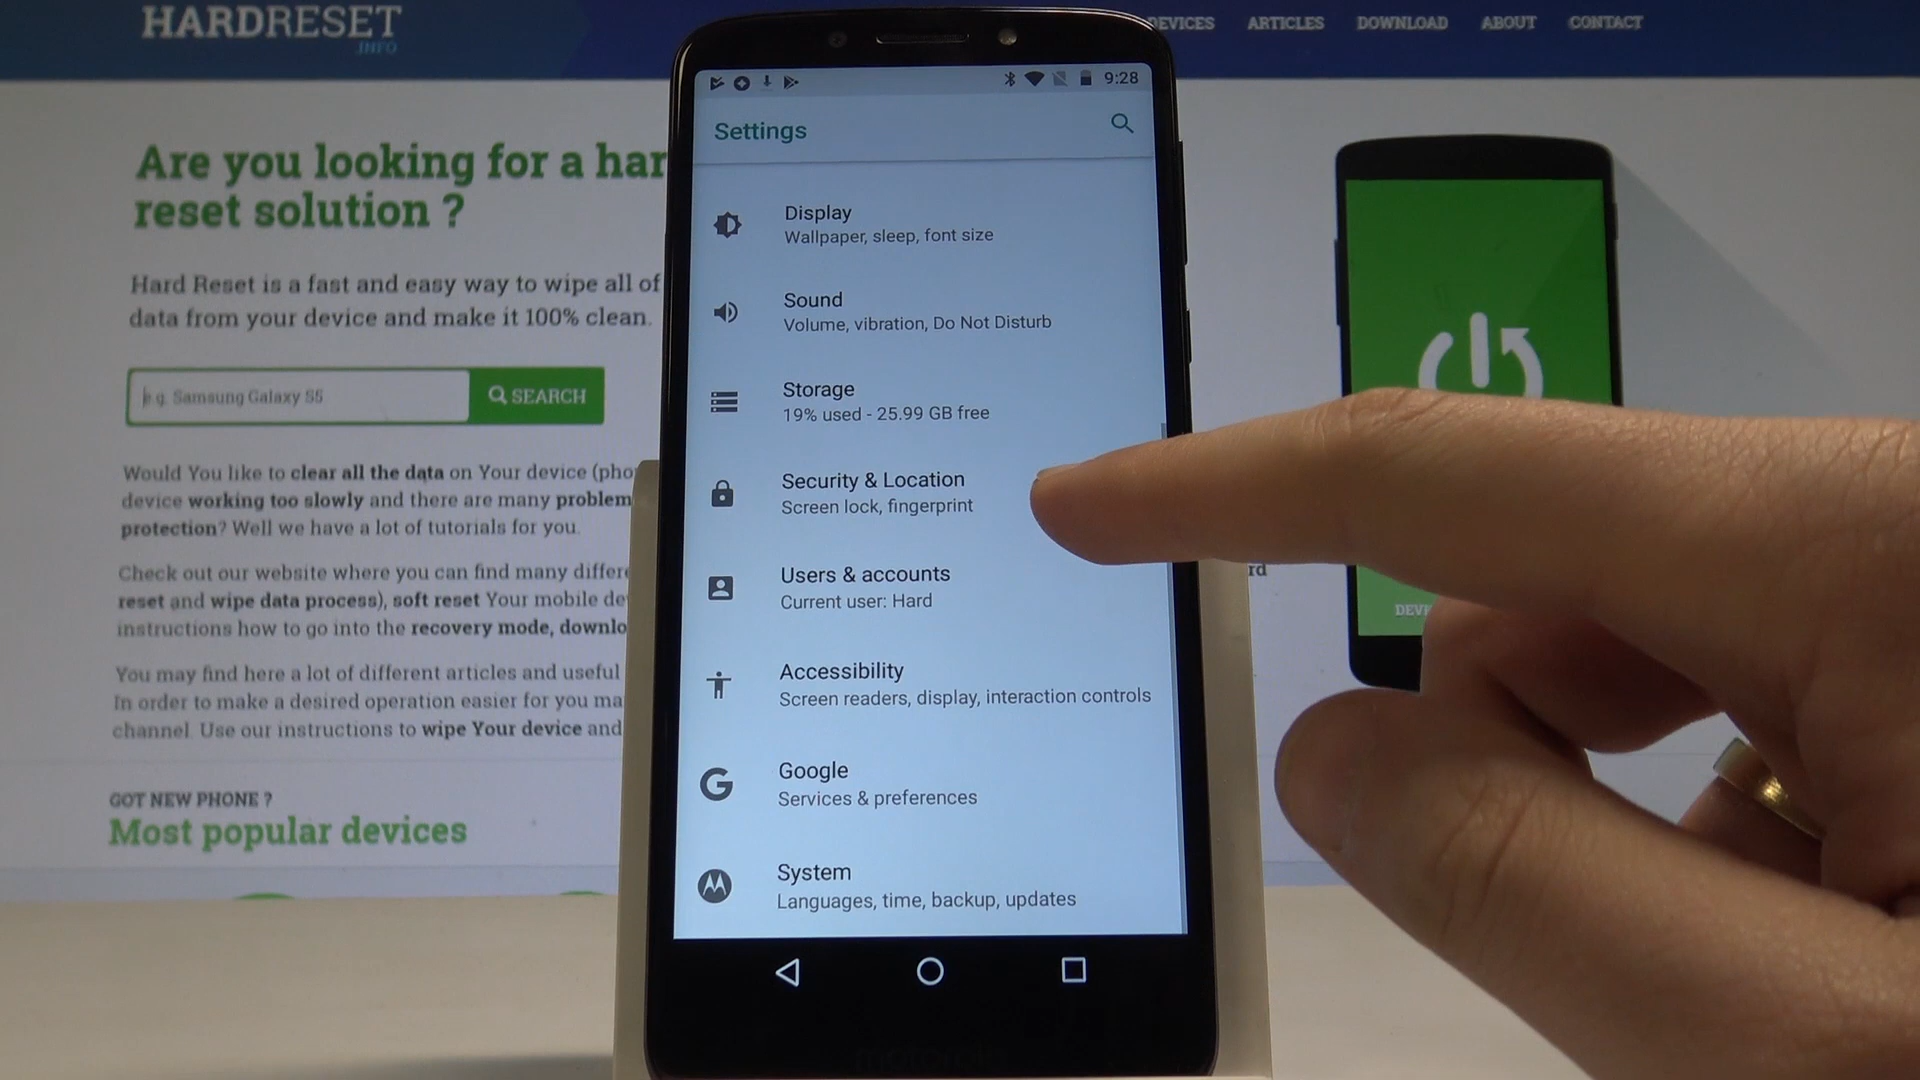 HARDRESET
.INFO
DEVICES ARTICLES DOWNLOAD ABOUT CONTACT
Are you looking for a har
reset solution ?
Hard Reset is a fast and easy way to wipe all of
data from your device and make it 100% clean.
e.g. Samsung Galaxy S5
SEARCH
Would You like to clear all the data on Your device (pho
device working too slowly and there are many problem
protection? Well we have a lot of tutorials for you.
Check out our website where you can find many differe
reset and wipe data process), soft reset Your mobile de
instructions how to go into the recovery mode, downlo
You may find here a lot of different articles and useful
In order to make a desired operation easier for you ma
channel. Use our instructions to wipe Your device and
GOT NEW PHONE ?
Most popular devices
9:28
Settings
Display
Wallpaper, sleep, font size
Sound
Volume, vibration, Do Not Disturb
Storage
19% used - 25.99 GB free
Security & Location
Screen lock, fingerprint
Users & accounts
Current user: Hard
Accessibility
Screen readers, display, interaction controls
Google
Services & preferences
System
Languages, time, backup, updates
motorola
rd
DEVI